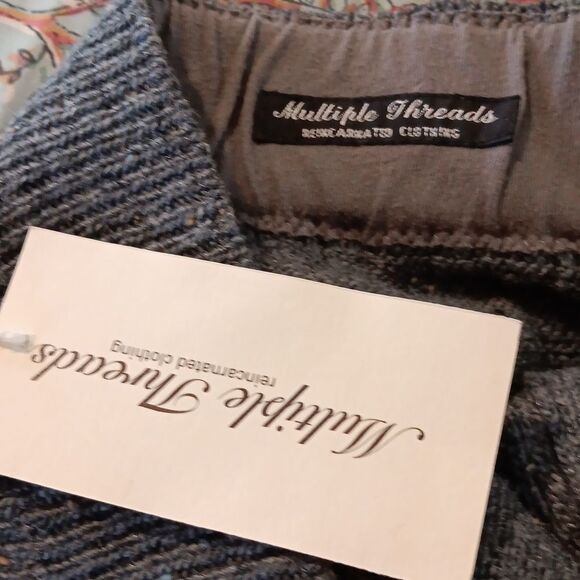 Multiple Threads
REINCARNATED CLOTHING
Multiple Threads
reincarnated clothing